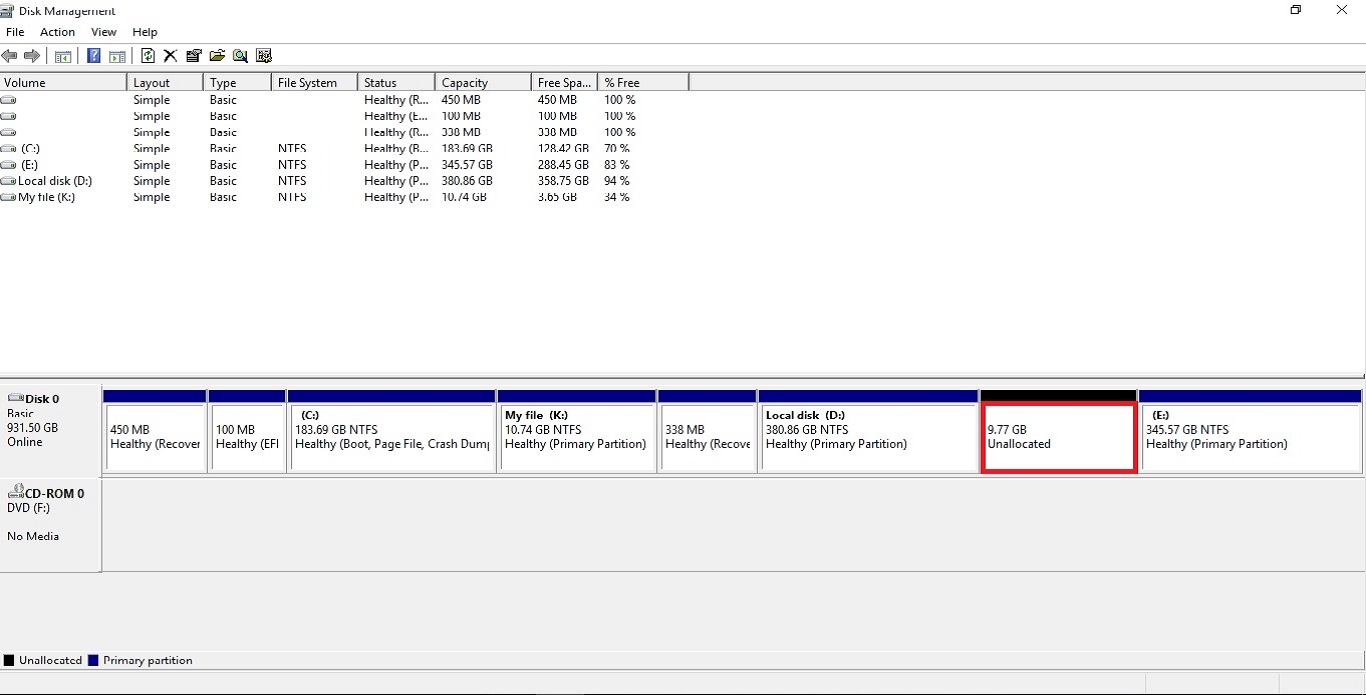 Disk Management
File Action View Help
Volume Layout Type File System Status Capacity Free Spa... % Free
Simple Basic Healthy (R... 450 MB 450 MB 100 %
Simple Basic Healthy (E... 100 MB 100 MB 100 %
Simple Basic Healthy (R... 338 MB 338 MB 100 %
(C:) Simple Basic NTFS Healthy (B... 183.69 GB 128.42 GB 70 %
(E:) Simple Basic NTFS Healthy (P... 345.57 GB 288.45 GB 83 %
Local disk (D:) Simple Basic NTFS Healthy (P... 380.86 GB 358.75 GB 94 %
My file (K:) Simple Basic NTFS Healthy (P... 10.74 GB 3.65 GB 34 %
Disk 0
Basic
931.50 GB
Online
450 MB
Healthy (Recover
100 MB
Healthy (EFI
(C:)
183.69 GB NTFS
Healthy (Boot, Page File, Crash Dump
My file (K:)
10.74 GB NTFS
Healthy (Primary Partition)
338 MB
Healthy (Recove
Local disk (D:)
380.86 GB NTFS
Healthy (Primary Partition)
9.77 GB
Unallocated
(E:)
345.57 GB NTFS
Healthy (Primary Partition)
CD-ROM 0
DVD (F:)
No Media
Unallocated Primary partition